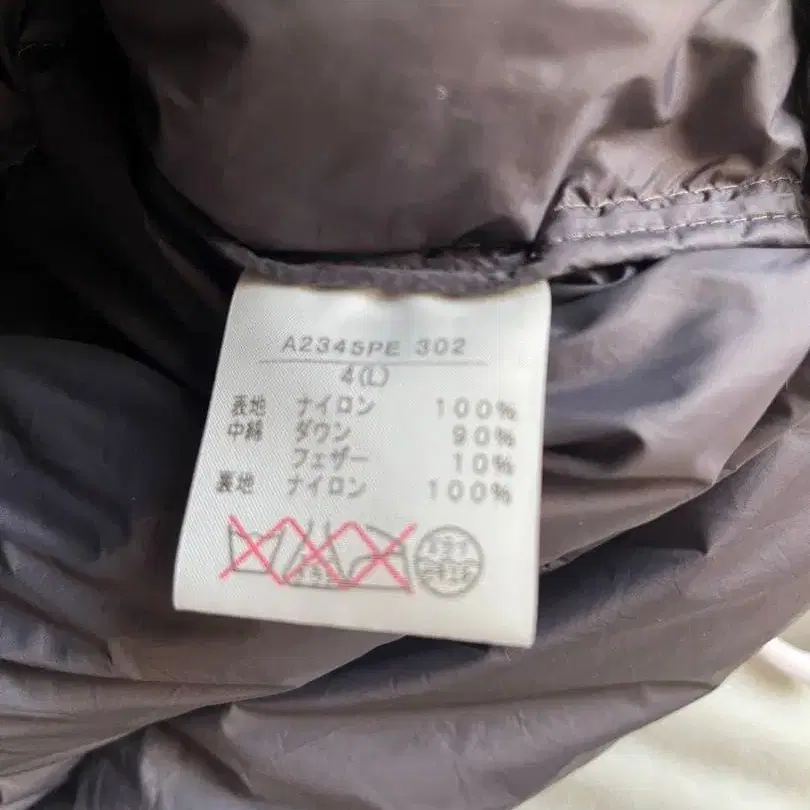 A2345PE 302
4(L)
表地 ナイロン 100%
中綿 ダウン 90%
フェザー 10%
裏地 ナイロン 100%